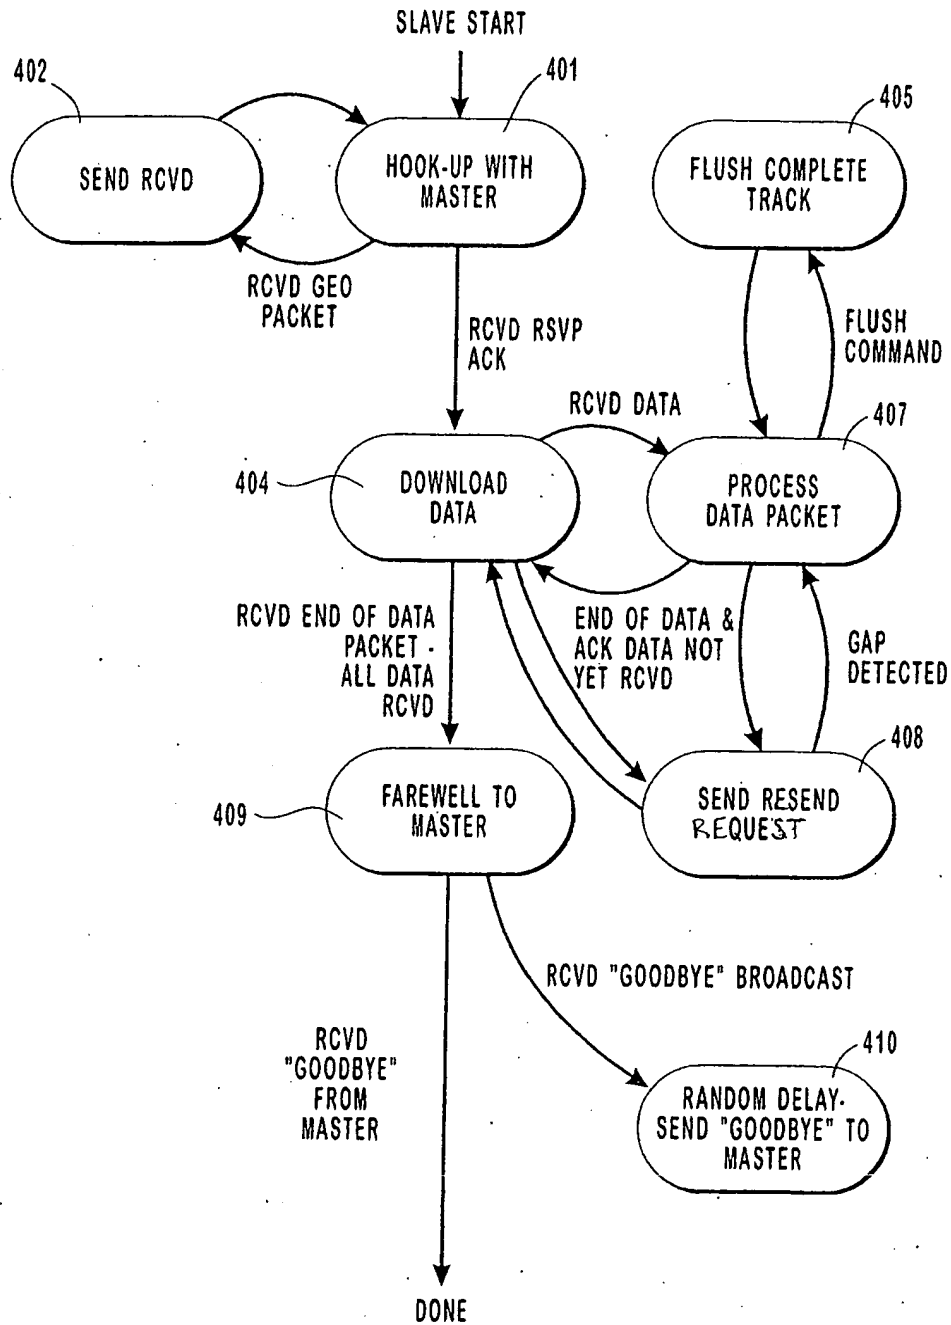 SLAVE START
402
401
405
SEND RCVD
HOOK-UP WITH
MASTER
FLUSH COMPLETE
TRACK
RCVD GEO
PACKET
RCVD RSVP
ACK
FLUSH
COMMAND
RCVD DATA
407
404
DOWNLOAD
DATA
PROCESS
DATA PACKET
RCVD END OF DATA
PACKET -
ALL DATA
RCVD
END OF DATA &
ACK DATA NOT
YET RCVD
GAP
DETECTED
408
409
FAREWELL TO
MASTER
SEND RESEND
REQUEST
RCVD "GOODBYE" BROADCAST
RCVD
"GOODBYE"
FROM
MASTER
410
RANDOM DELAY-
SEND "GOODBYE" TO
MASTER
DONE